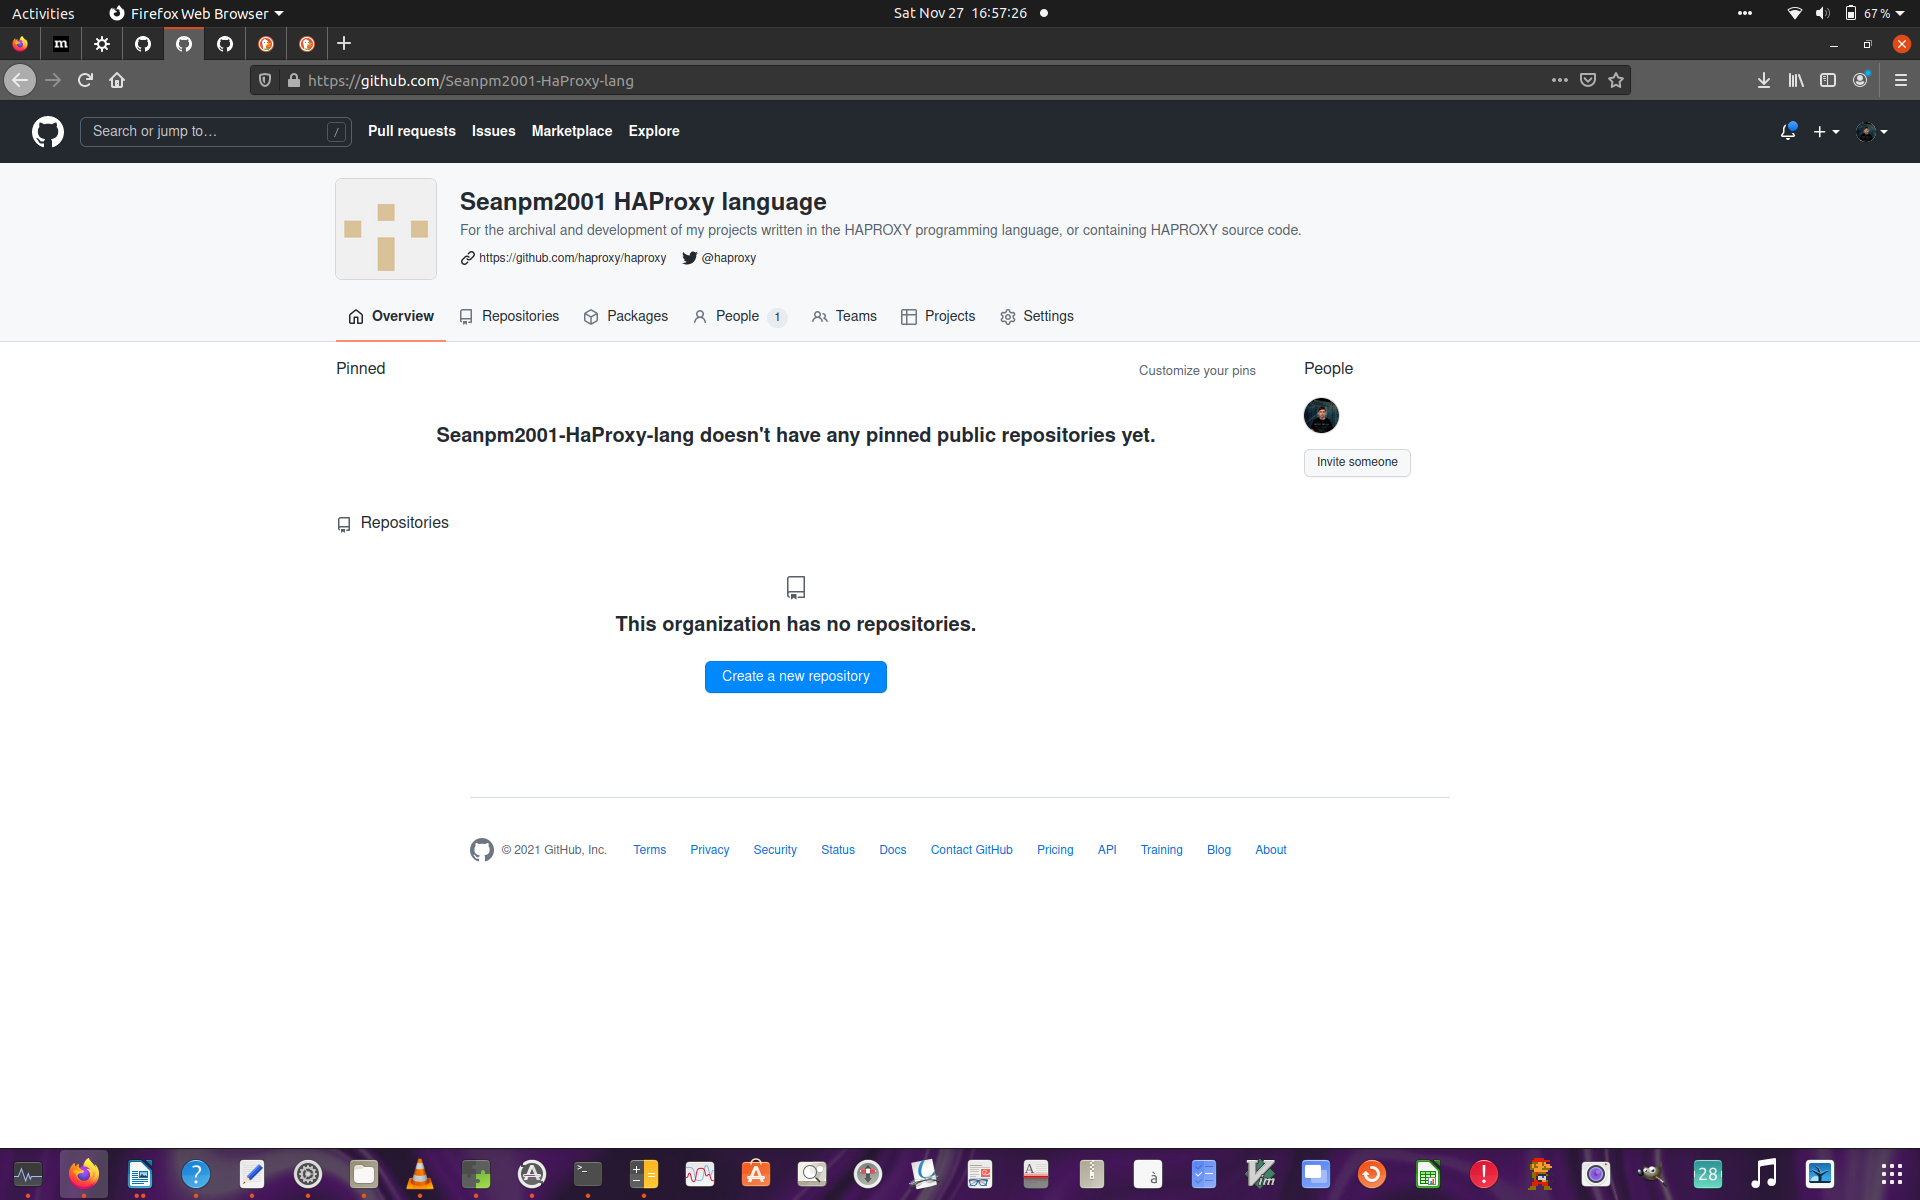 Activities Firefox Web Browser Sat Nov 27 16:57:26 67 %
m
https://github.com/Seanpm2001-HaProxy-lang
Search or jump to… / Pull requests Issues Marketplace Explore
Seanpm2001 HAProxy language
For the archival and development of my projects written in the HAPROXY programming language, or containing HAPROXY source code.
https://github.com/haproxy/haproxy @haproxy
Overview Repositories Packages People 1 Teams Projects Settings
Pinned Customize your pins People
Seanpm2001-HaProxy-lang doesn't have any pinned public repositories yet.
Invite someone
Repositories
This organization has no repositories.
Create a new repository
© 2021 GitHub, Inc. Terms Privacy Security Status Docs Contact GitHub Pricing API Training Blog About
? >_ A à Vim ! 28